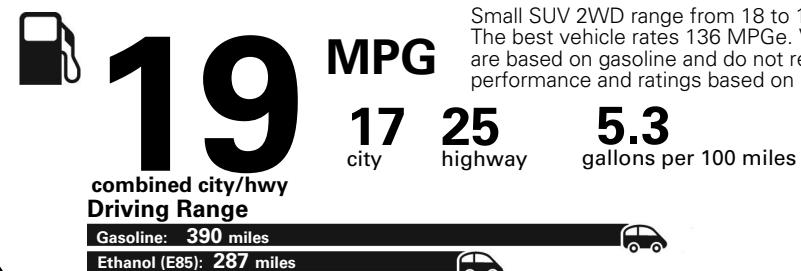 Small SUV 2WD range from 18 to
The best vehicle rates 136 MPGe.
are based on gasoline and do not
performance and ratings based on
19
MPG
17
city
25
highway
5.3
gallons per 100 miles
combined city/hwy
Driving Range
Gasoline: 390 miles
Ethanol (E85): 287 miles